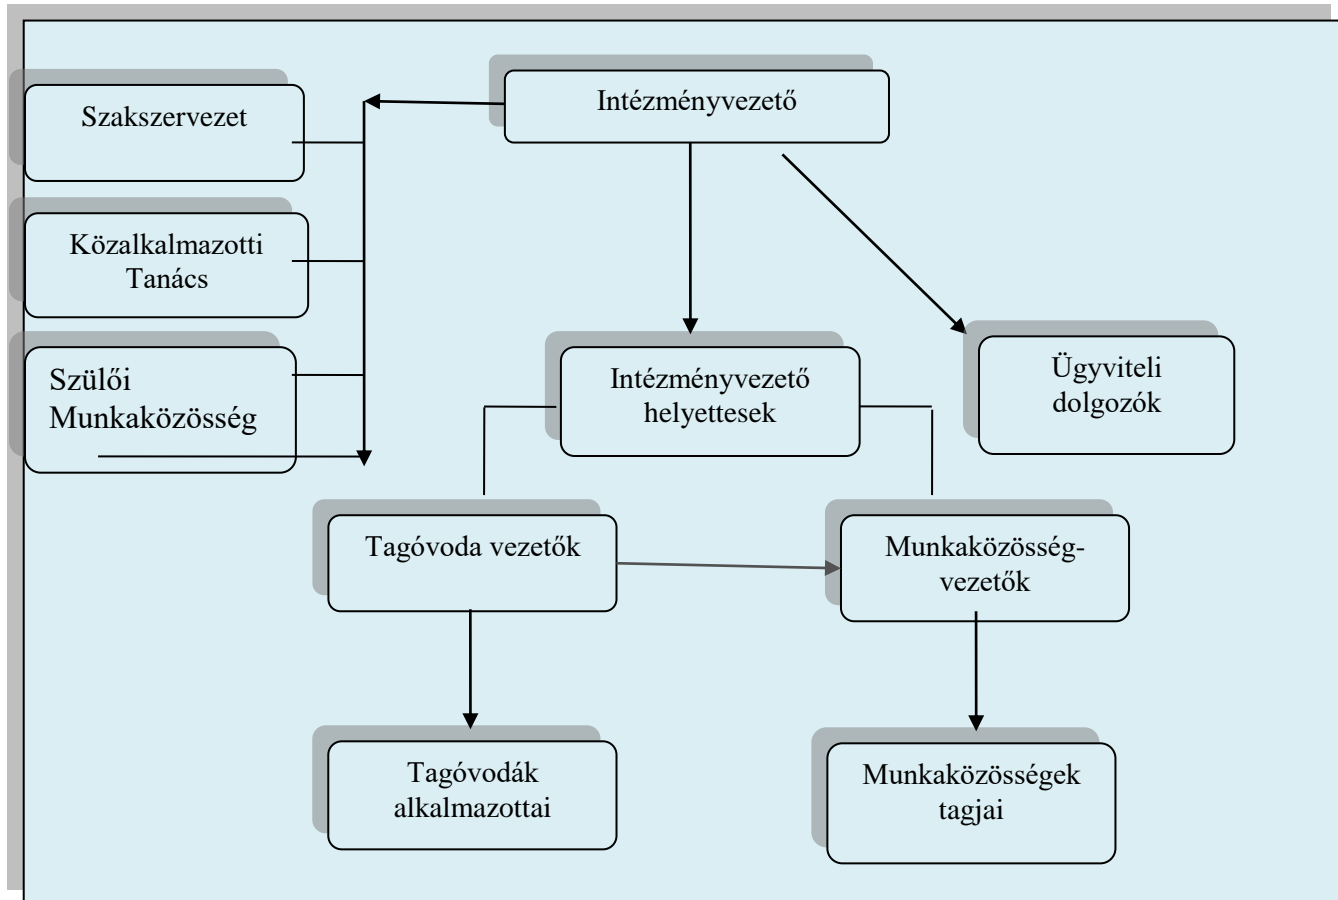 Intézményvezető
Szakszervezet
Közalkalmazotti
Tanács
Szülői
Munkaközösség
Intézményvezető
helyettesek
Ügyviteli
dolgozók
Tagóvoda vezetők
Munkaközösség-
vezetők
Tagóvodák
alkalmazottai
Munkaközösségek
tagjai